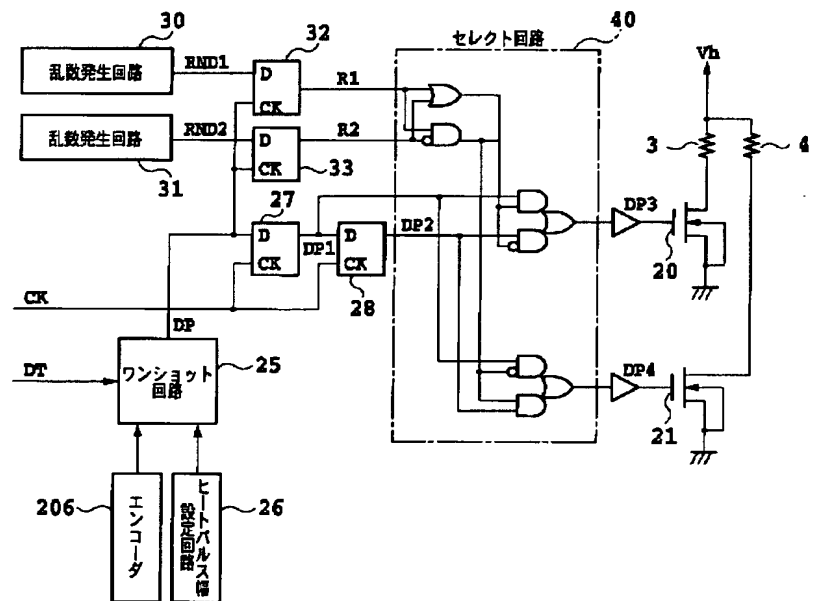 30
乱数発生回路
RND1
32
D
CK
R1
セレクト回路
40
Vh
乱数発生回路
31
RND2
D
CK
33
R2
3
4
27
D
CK
DP1
D
CK
28
DP2
DP3
20
CK
DP
DT
ワンショット
回路
25
DP4
21
206
エンコーダ
ヒートパルス幅
設定回路
26